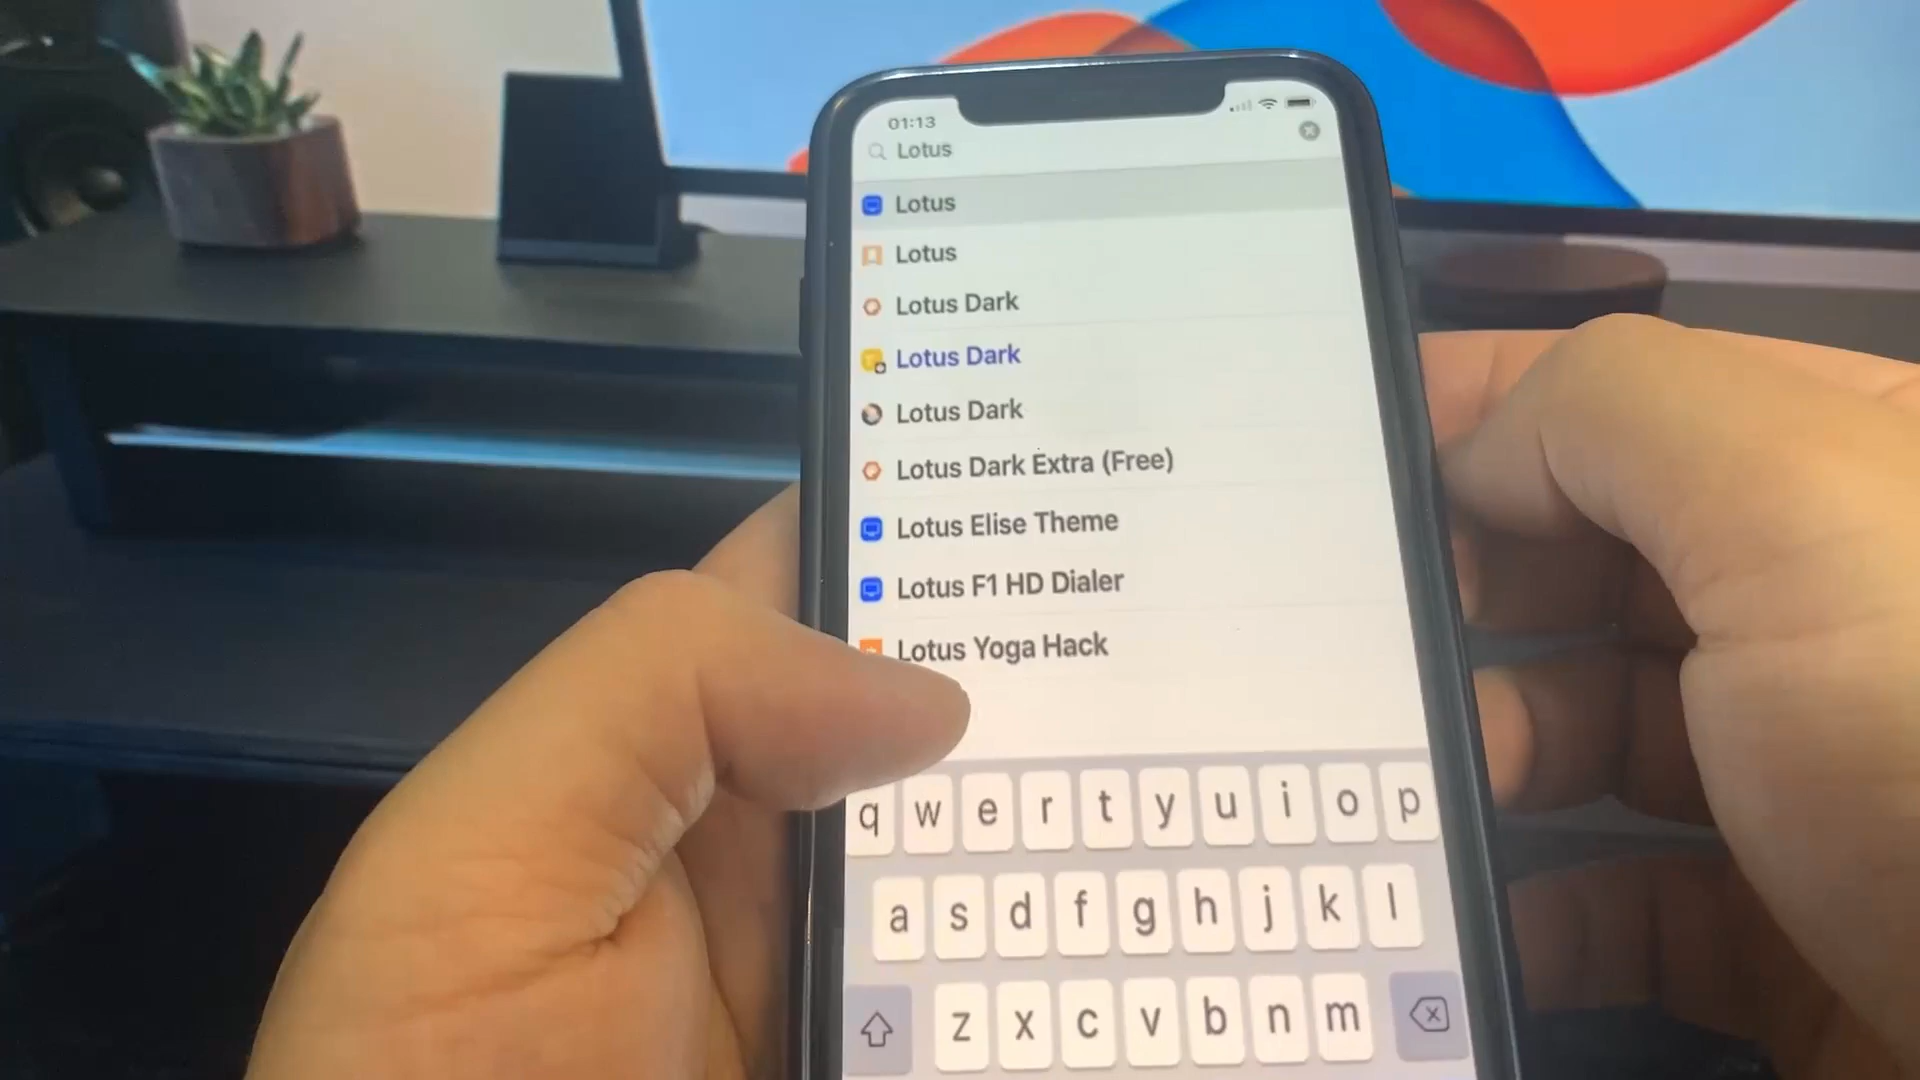 01:13
Lotus
Lotus
Lotus
Lotus Dark
Lotus Dark
Lotus Dark
Lotus Dark Extra (Free)
Lotus Elise Theme
Lotus F1 HD Dialer
Lotus Yoga Hack
q w e r t y u i o p
a s d f g h j k l
z x c v b n m